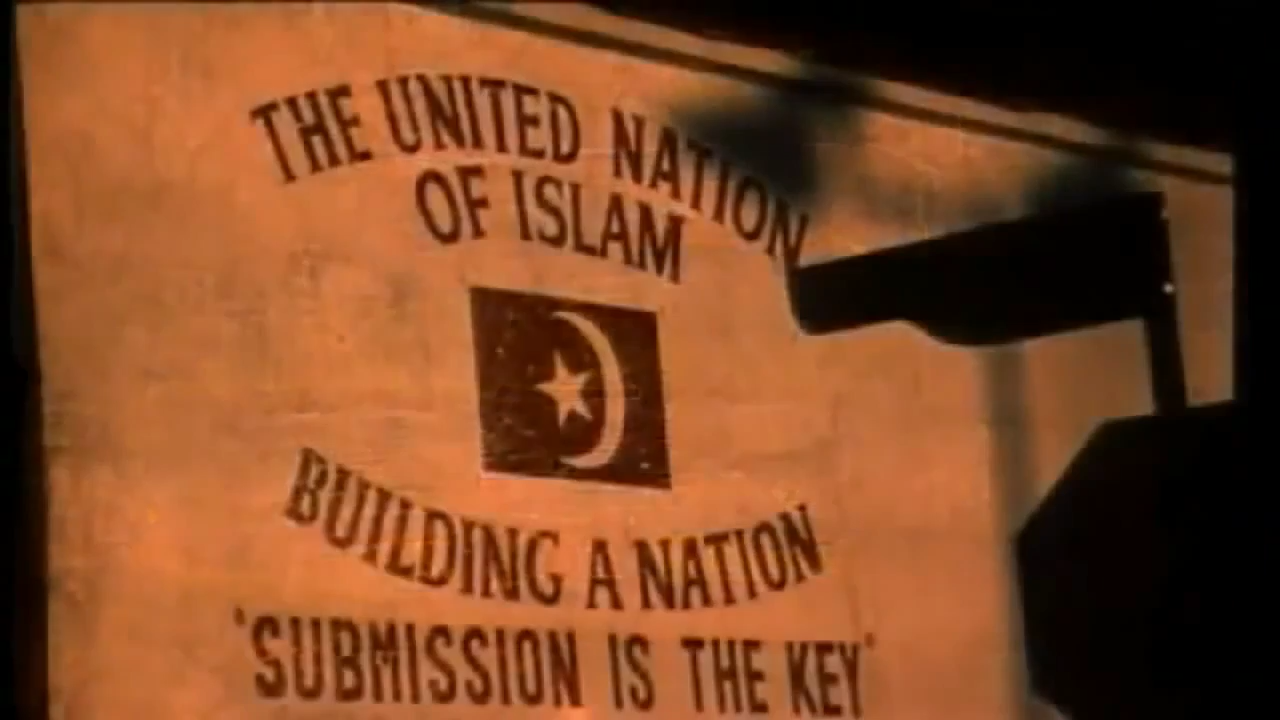 THE UNITED NATION
OF ISLAM
BUILDING A NATION
"SUBMISSION IS THE KEY"